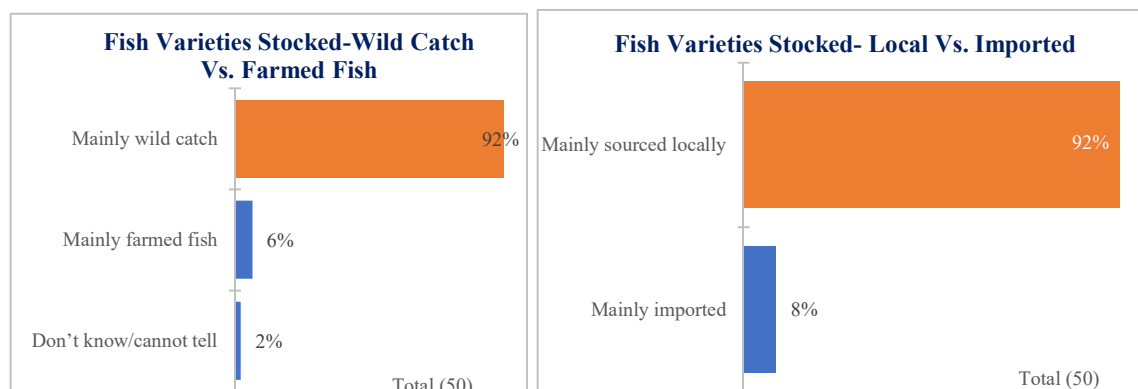 Fish Varieties Stocked-Wild Catch
Vs. Farmed Fish
Mainly wild catch
92%
Mainly farmed fish
6%
Don’t know/cannot tell
2%
Total (50)
Fish Varieties Stocked- Local Vs. Imported
Mainly sourced locally
92%
Mainly imported
8%
Total (50)